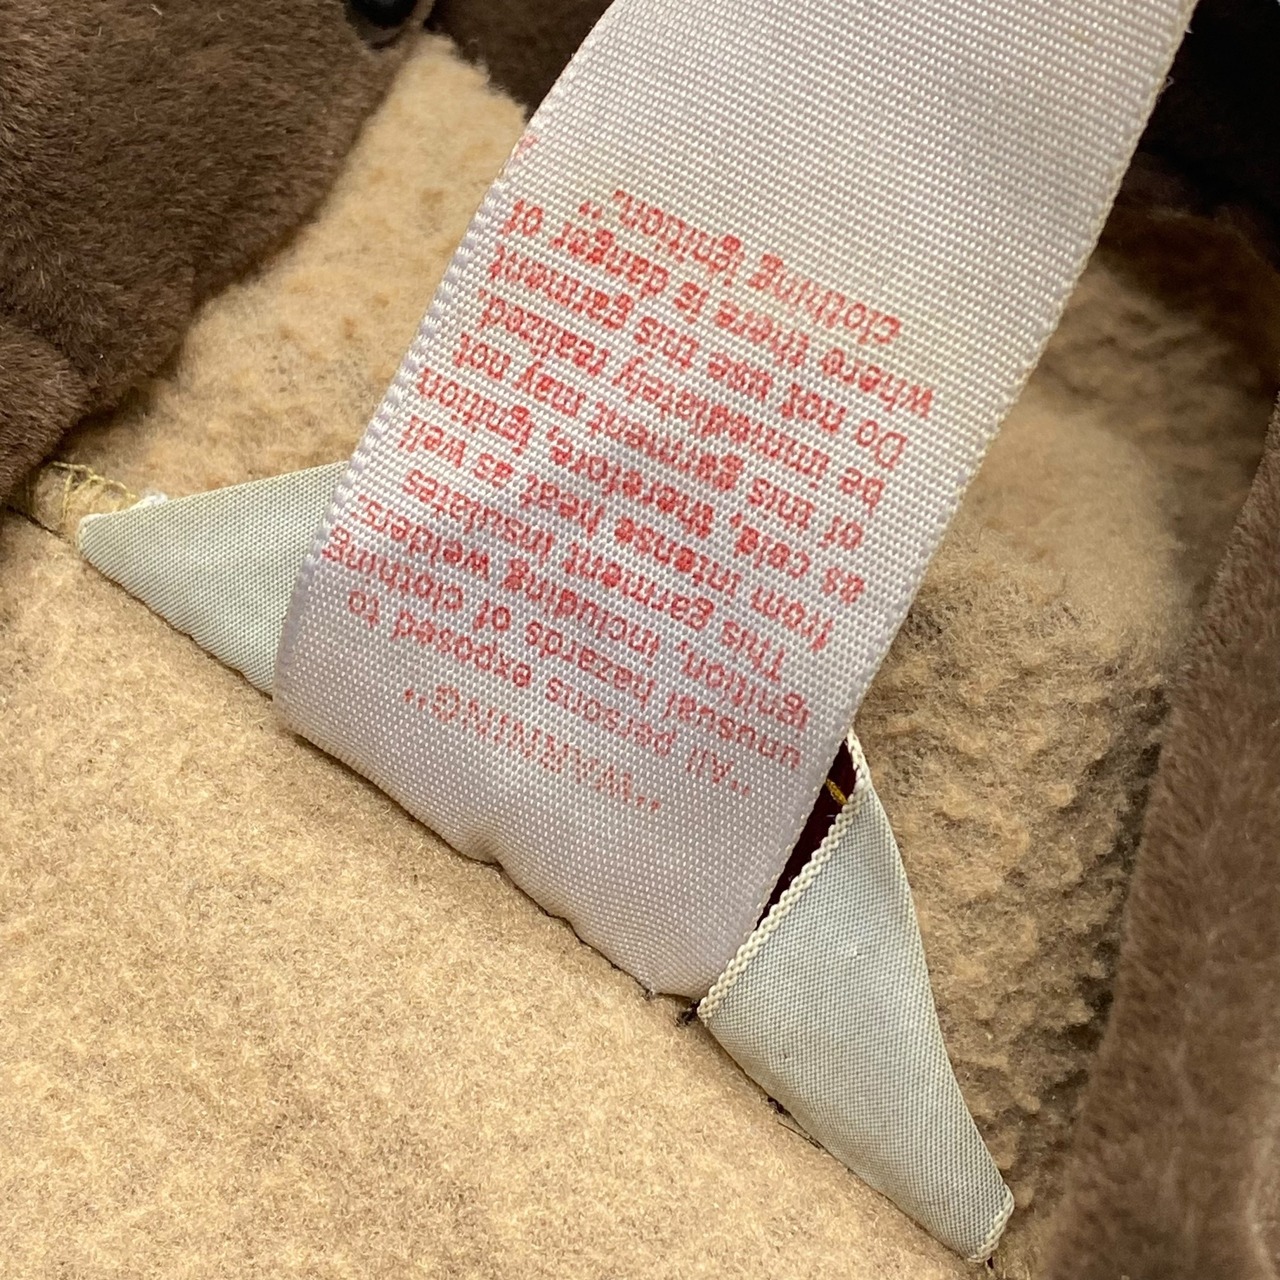 "WARNING"
"All persons exposed to
unusual hazards of clothing
ignition, including welders.
This garment insulates
from intense heat as well
as cold, therefore, ignition
of this garment may not
be immediately realized.
Do not use this garment
where there is danger of
clothing ignition."